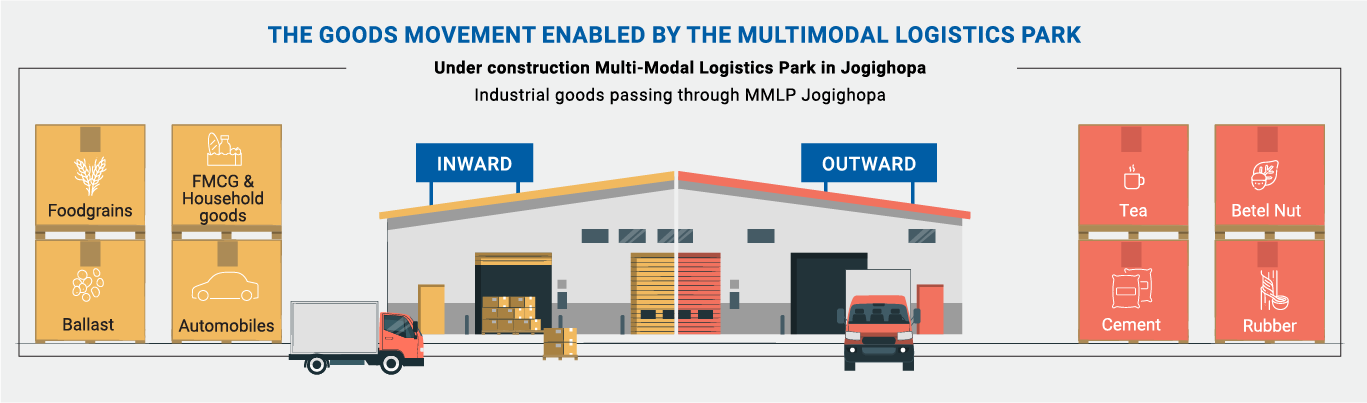 THE GOODS MOVEMENT ENABLED BY THE MULTIMODAL LOGISTICS PARK
Under construction Multi-Modal Logistics Park in Jogighopa
Industrial goods passing through MMLP Jogighopa
INWARD
OUTWARD
Foodgrains
FMCG &
Household
goods
Tea
Betel Nut
Ballast
Automobiles
Cement
Rubber